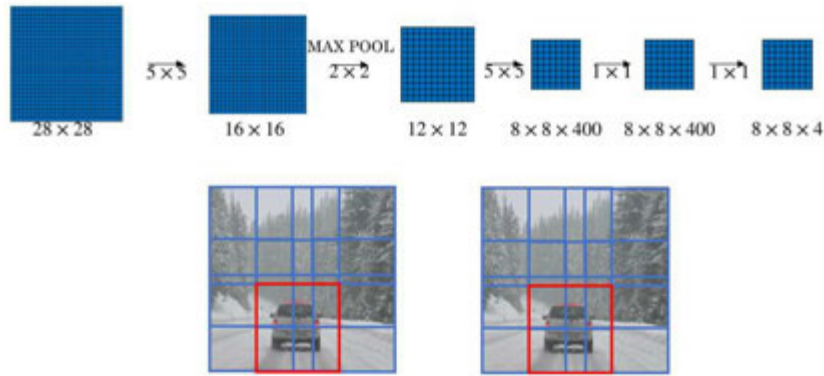 MAX POOL
5 × 5
2 × 2
5 × 5
1 × 1
1 × 1
28 × 28
16 × 16
12 × 12
8 × 8 × 400
8 × 8 × 400
8 × 8 × 4